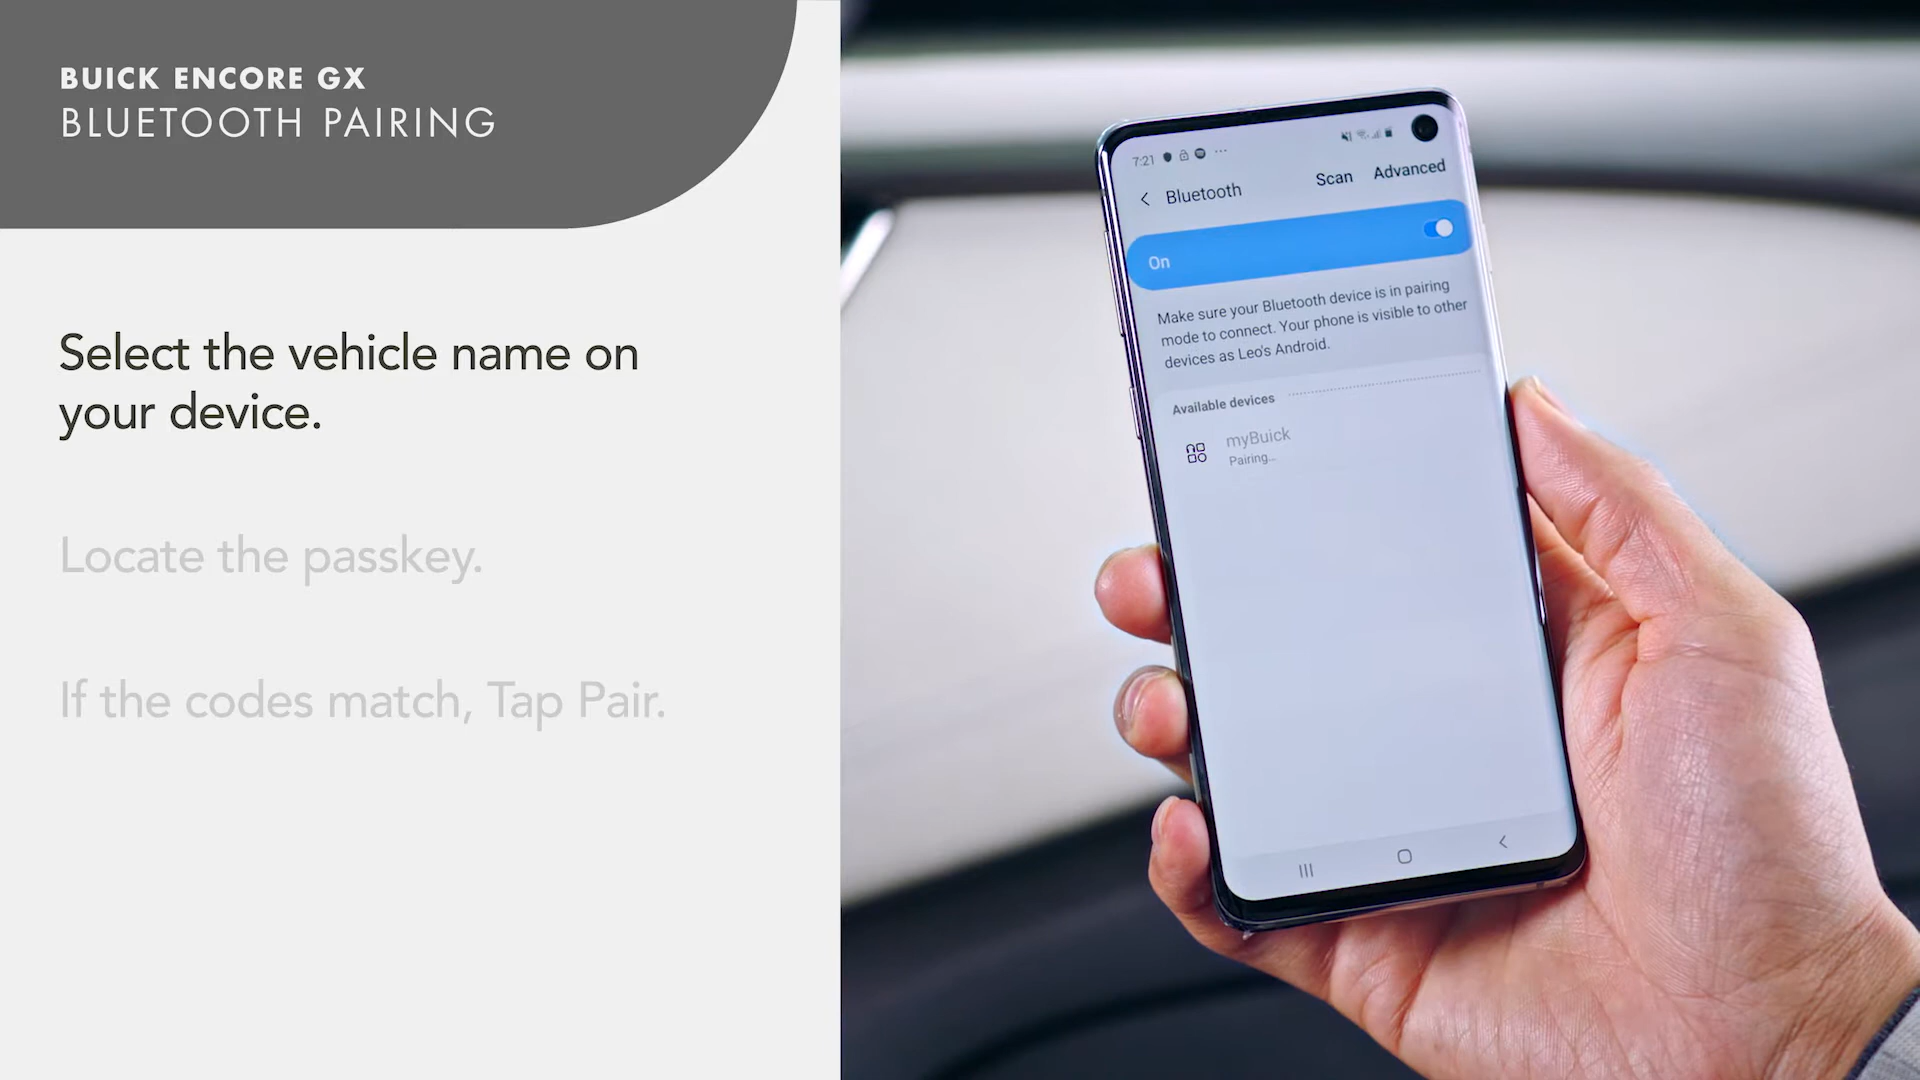 BUICK ENCORE GX
BLUETOOTH PAIRING
Select the vehicle name on
your device.
Locate the passkey.
If the codes match, Tap Pair.
7:21
Bluetooth
Scan
Advanced
On
Make sure your Bluetooth device is in pairing
mode to connect. Your phone is visible to other
devices as Leo's Android.
Available devices
myBuick
Pairing...